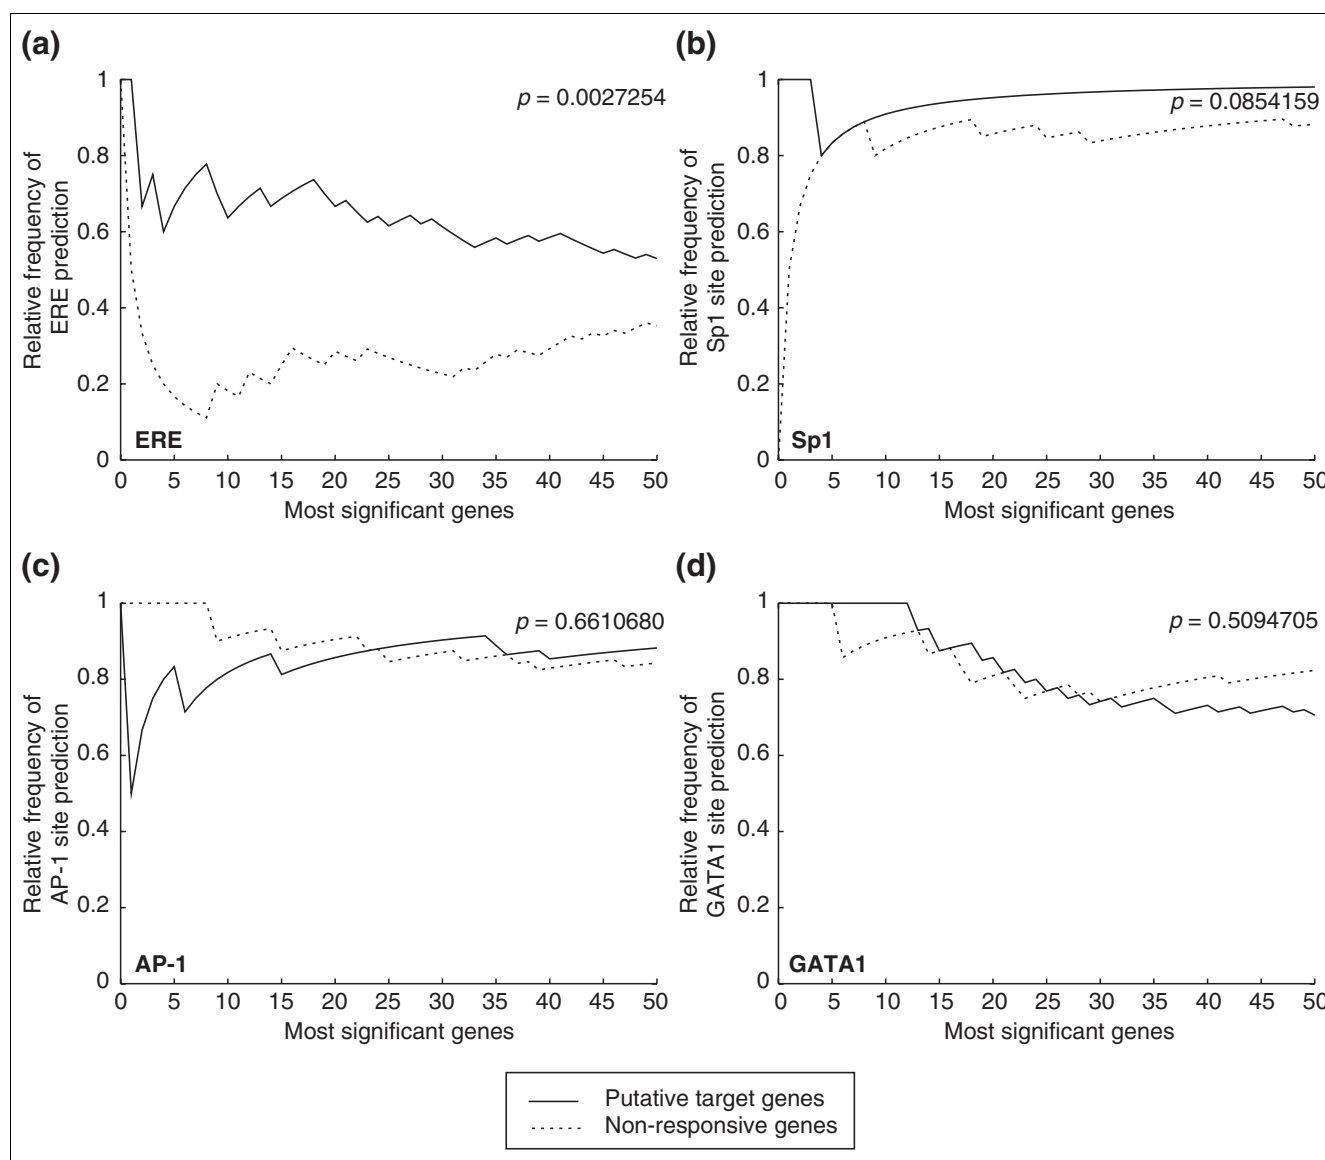 (a)
p = 0.0027254
Relative frequency of
ERE prediction
1
0.8
0.6
0.4
0.2
0
ERE
0 5 10 15 20 25 30 35 40 45 50
Most significant genes
(b)
p = 0.0854159
Relative frequency of
Sp1 site prediction
1
0.8
0.6
0.4
0.2
0
Sp1
0 5 10 15 20 25 30 35 40 45 50
Most significant genes
(c)
p = 0.6610680
Relative frequency of
AP-1 site prediction
1
0.8
0.6
0.4
0.2
0
AP-1
0 5 10 15 20 25 30 35 40 45 50
Most significant genes
(d)
p = 0.5094705
Relative frequency of
GATA1 site prediction
1
0.8
0.6
0.4
0.2
0
GATA1
0 5 10 15 20 25 30 35 40 45 50
Most significant genes
Putative target genes
Non-responsive genes